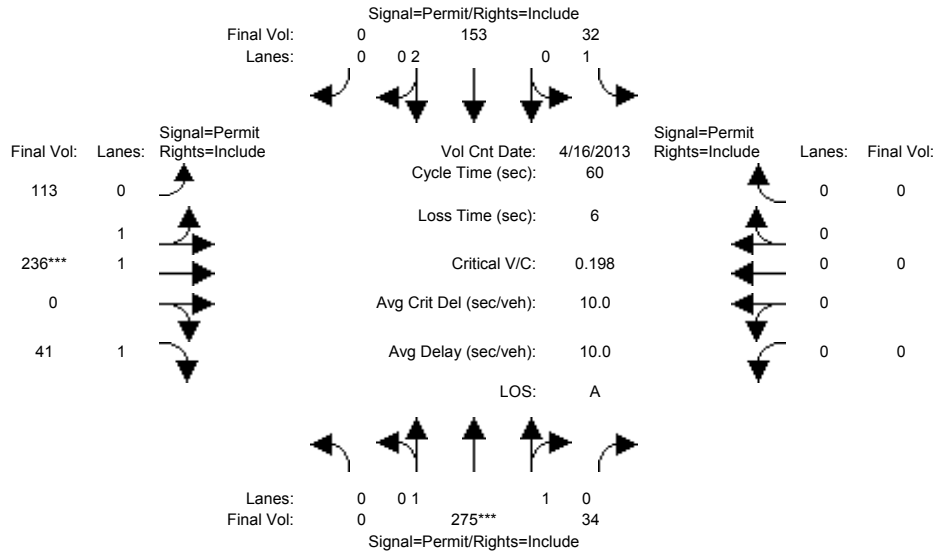 Signal=Permit/Rights=Include
Final Vol: 0 153 32
Lanes: 0 0 2 0 1
Signal=Permit
Final Vol: Lanes: Rights=Include
Vol Cnt Date: 4/16/2013
Signal=Permit
Rights=Include Lanes: Final Vol:
Cycle Time (sec): 60
113 0
0 0
Loss Time (sec): 6
1
0
236*** 1
Critical V/C: 0.198
0 0
0
Avg Crit Del (sec/veh): 10.0
0
41 1
Avg Delay (sec/veh): 10.0
0 0
LOS: A
Lanes: 0 0 1 1 0
Final Vol: 0 275*** 34
Signal=Permit/Rights=Include